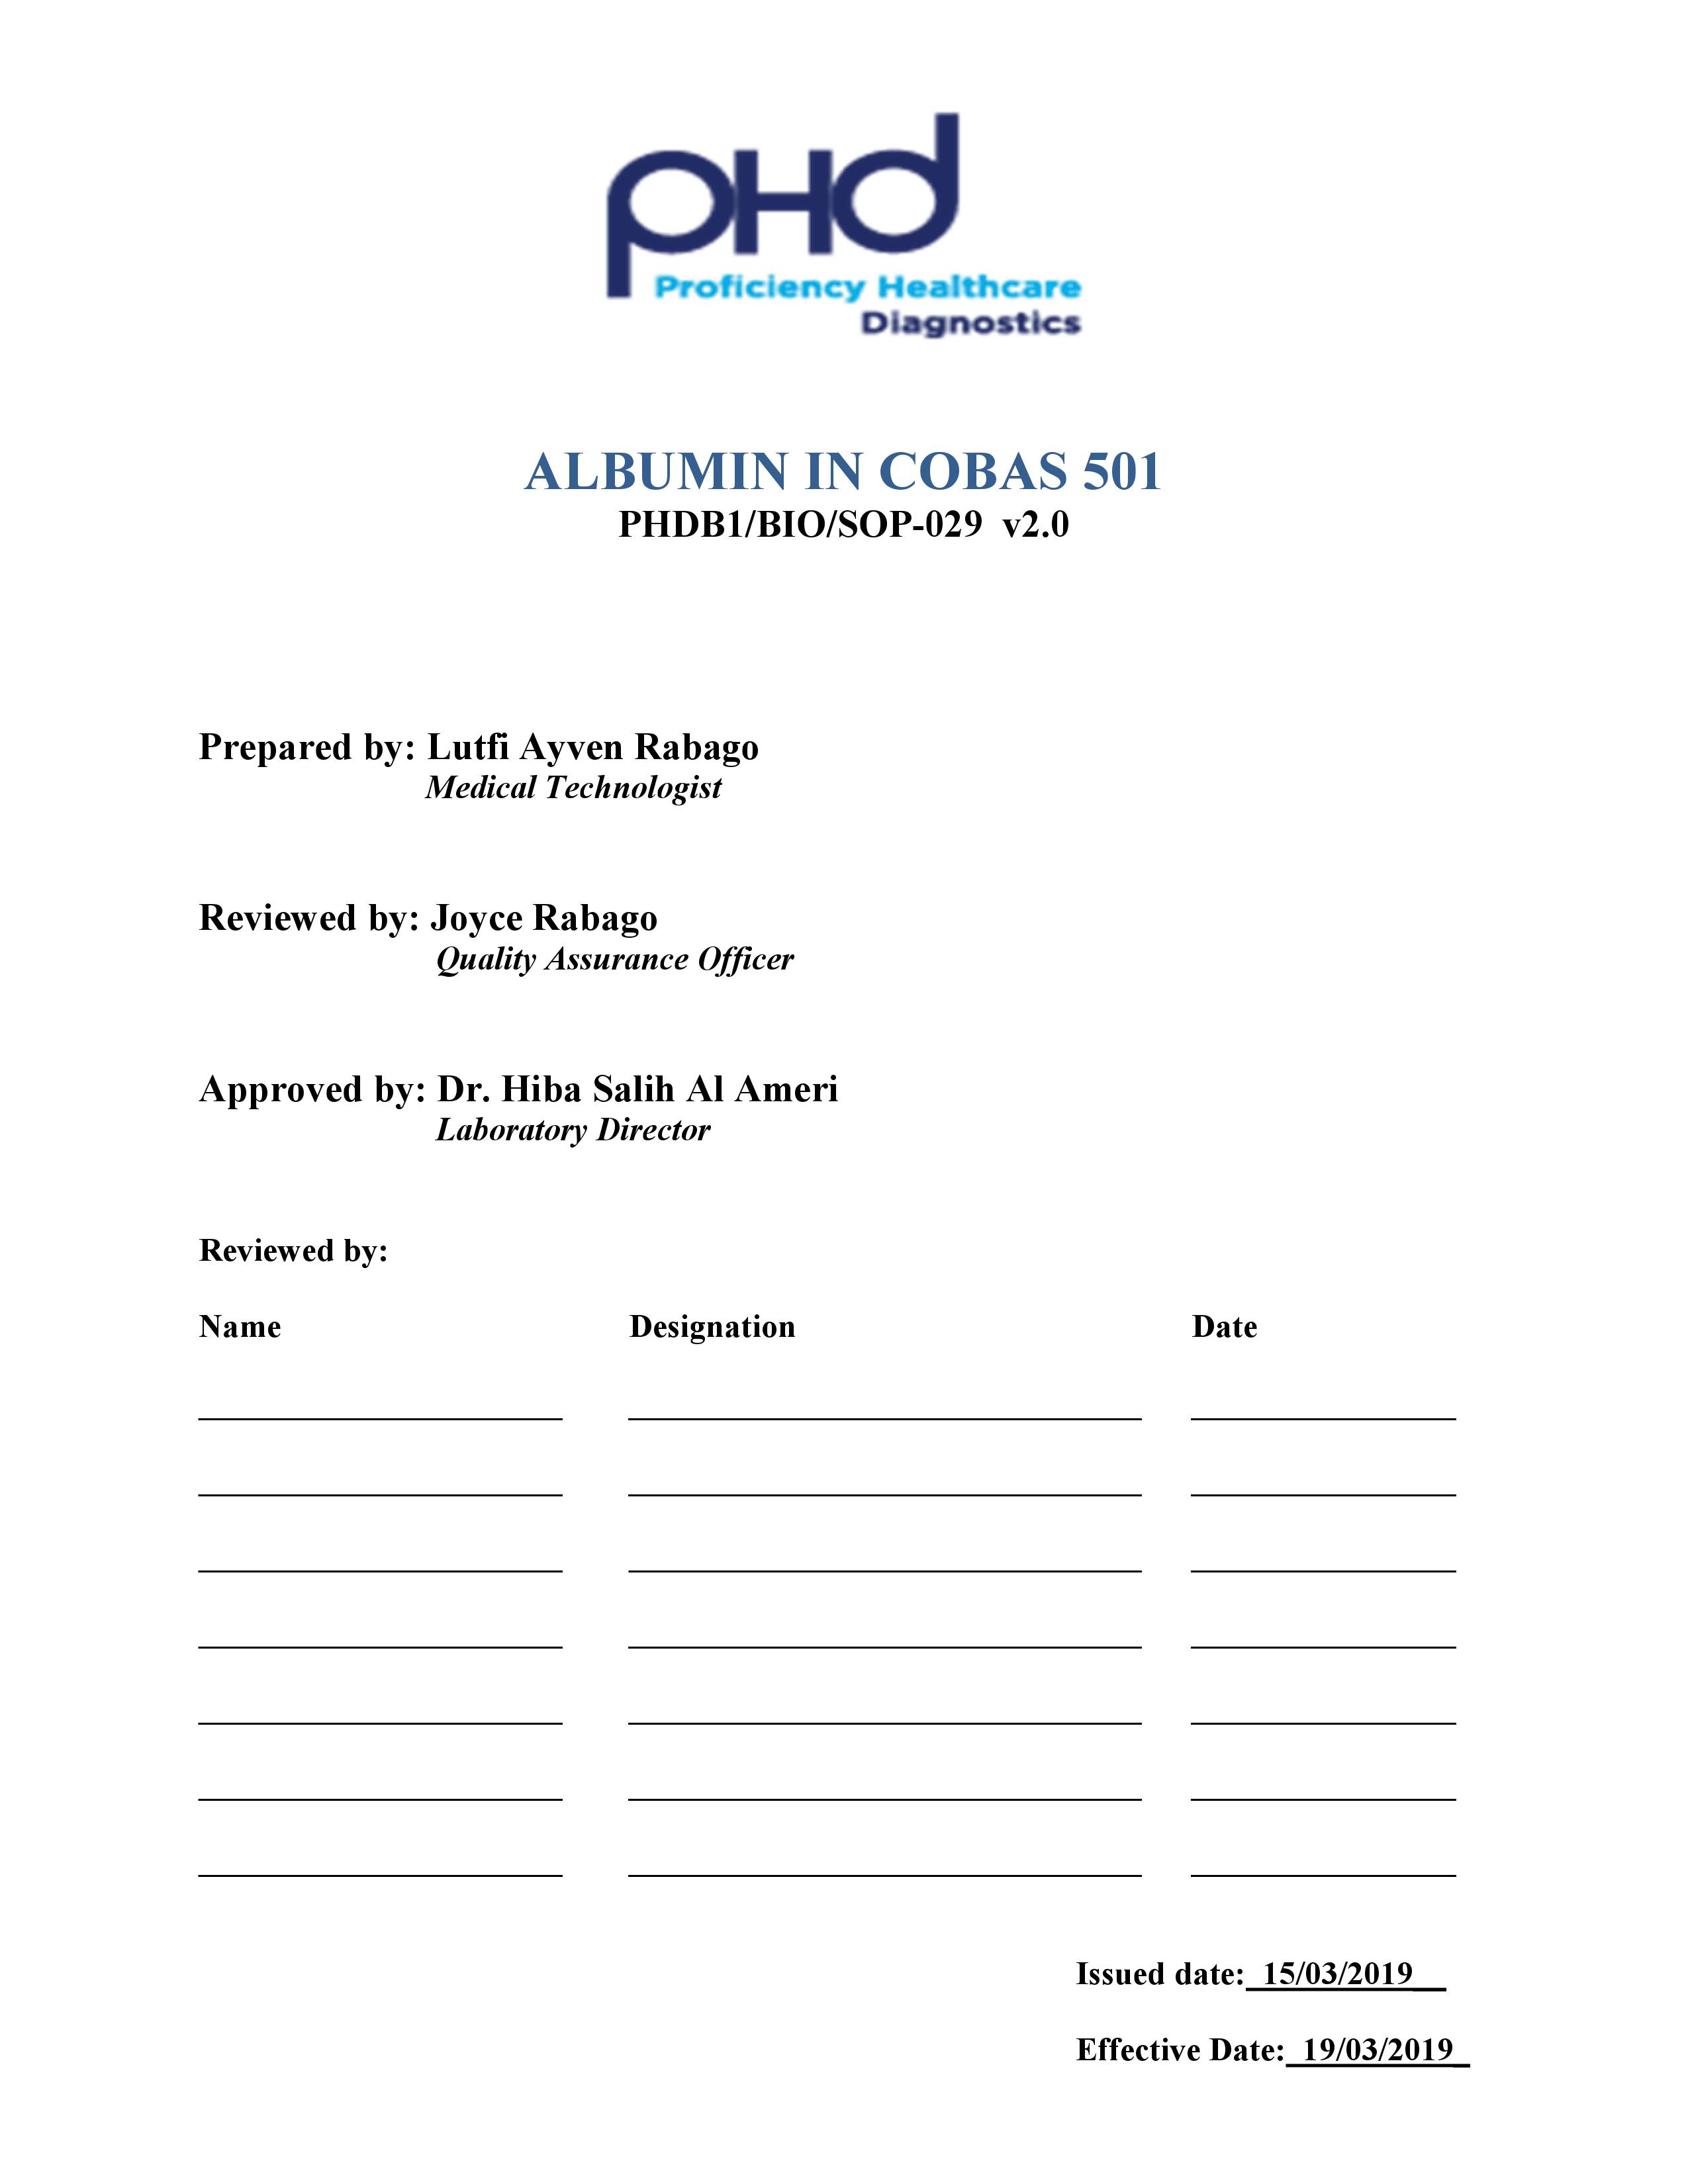 pHd
Proficiency Healthcare
Diagnostics
ALBUMIN IN COBAS 501
PHDB1/BIO/SOP-029 v2.0
Prepared by: Lutfi Ayven Rabago
Medical Technologist
Reviewed by: Joyce Rabago
Quality Assurance Officer
Approved by: Dr. Hiba Salih Al Ameri
Laboratory Director
Reviewed by:
Name Designation Date
Issued date: 15/03/2019
Effective Date: 19/03/2019